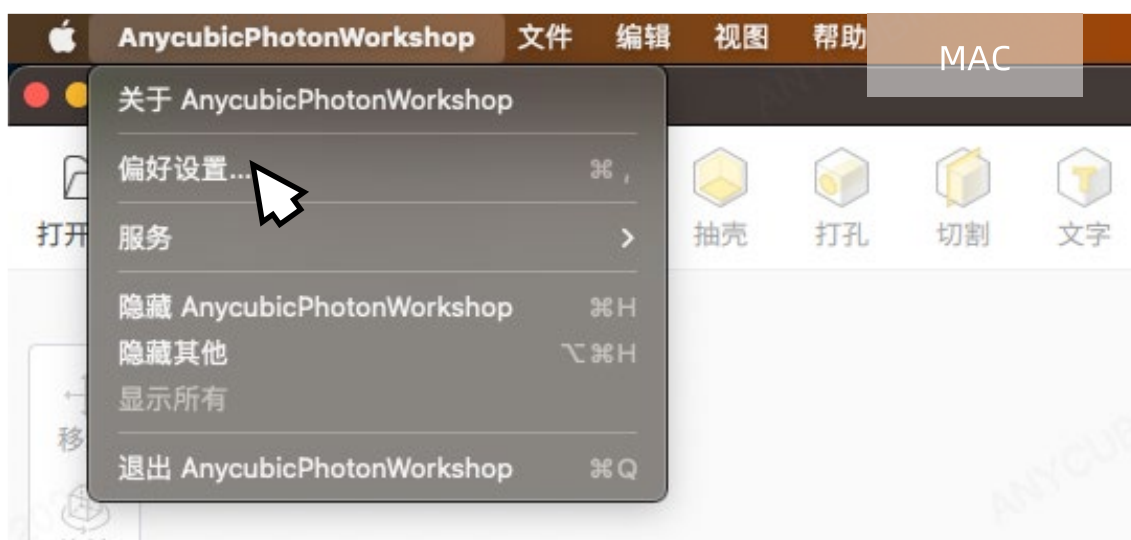 AnycubicPhotonWorkshop 文件 编辑 视图 帮助
MAC
关于 AnycubicPhotonWorkshop
偏好设置... ⌘ ,
服务 >
隐藏 AnycubicPhotonWorkshop ⌘H
隐藏其他 ⌥⌘H
显示所有
退出 AnycubicPhotonWorkshop ⌘Q
打开
抽壳 打孔 切割 文字
移